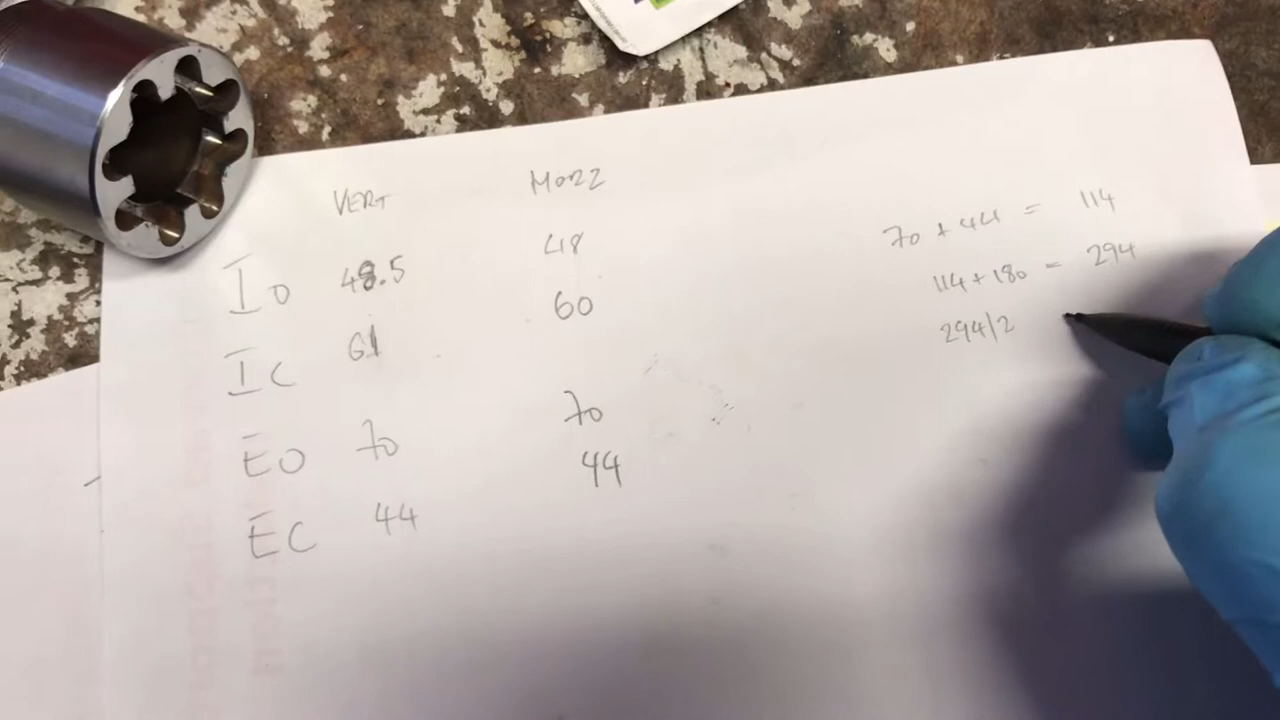 VERT HORZ
IO 48.5 48
IC 61 60
EO 70 70
EC 44 44
70 + 44 = 114
114 + 180 = 294
294/2